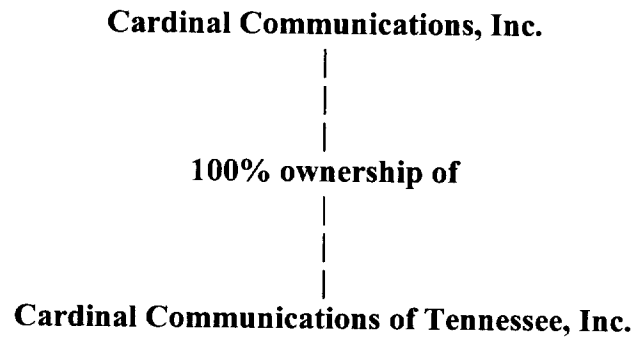 Cardinal Communications, Inc.
100% ownership of
Cardinal Communications of Tennessee, Inc.